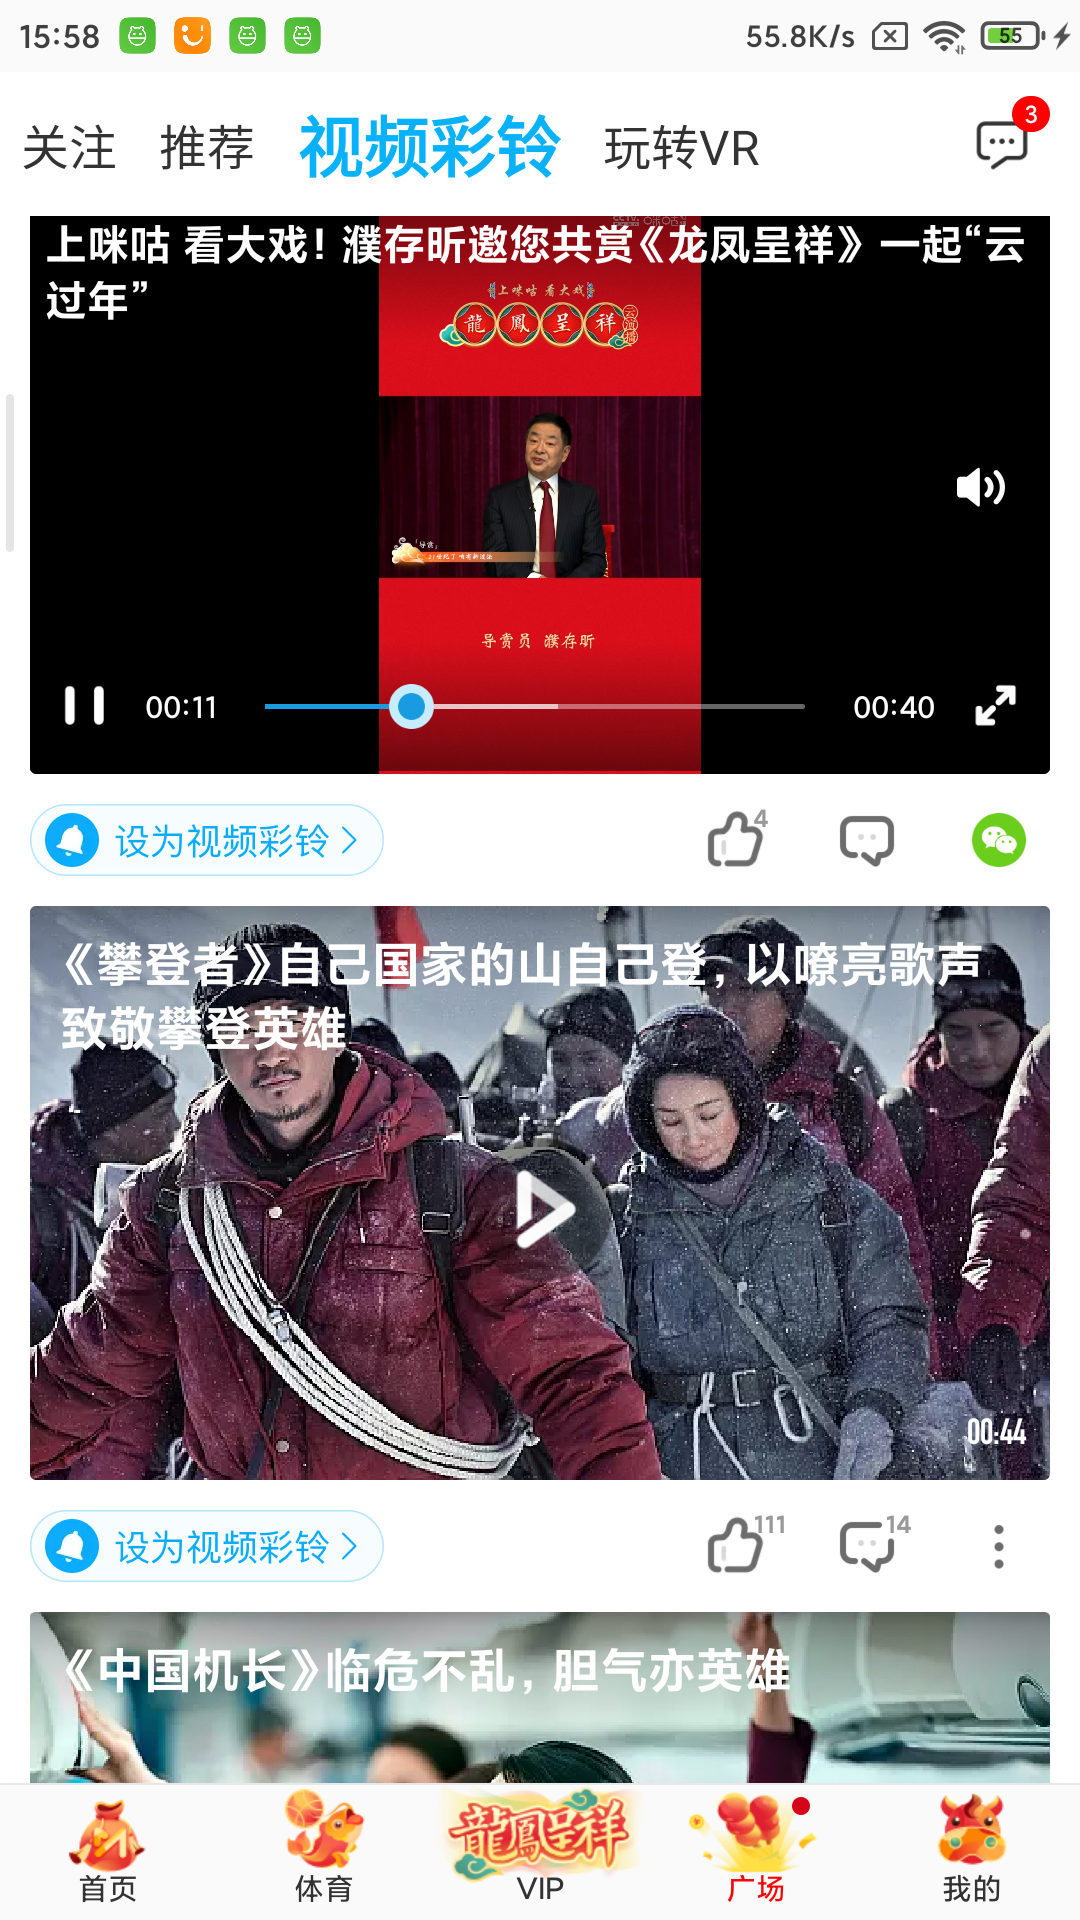 15:58
55.8K/s
55
关注 推荐 视频彩铃 玩转VR
3
上咪咕 看大戏！濮存昕邀您共赏《龙凤呈祥》一起“云
过年”
上咪咕 看大戏
龍鳳呈祥
导赏员 濮存昕
00:11
00:40
设为视频彩铃
4
《攀登者》自己国家的山自己登，以嘹亮歌声
致敬攀登英雄
00:44
设为视频彩铃
111
14
《中国机长》临危不乱，胆气亦英雄
龍鳳呈祥
首页 体育 VIP 广场 我的